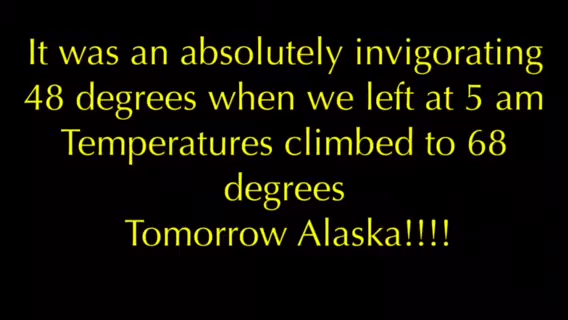 It was an absolutely invigorating
48 degrees when we left at 5 am
Temperatures climbed to 68
degrees
Tomorrow Alaska!!!!